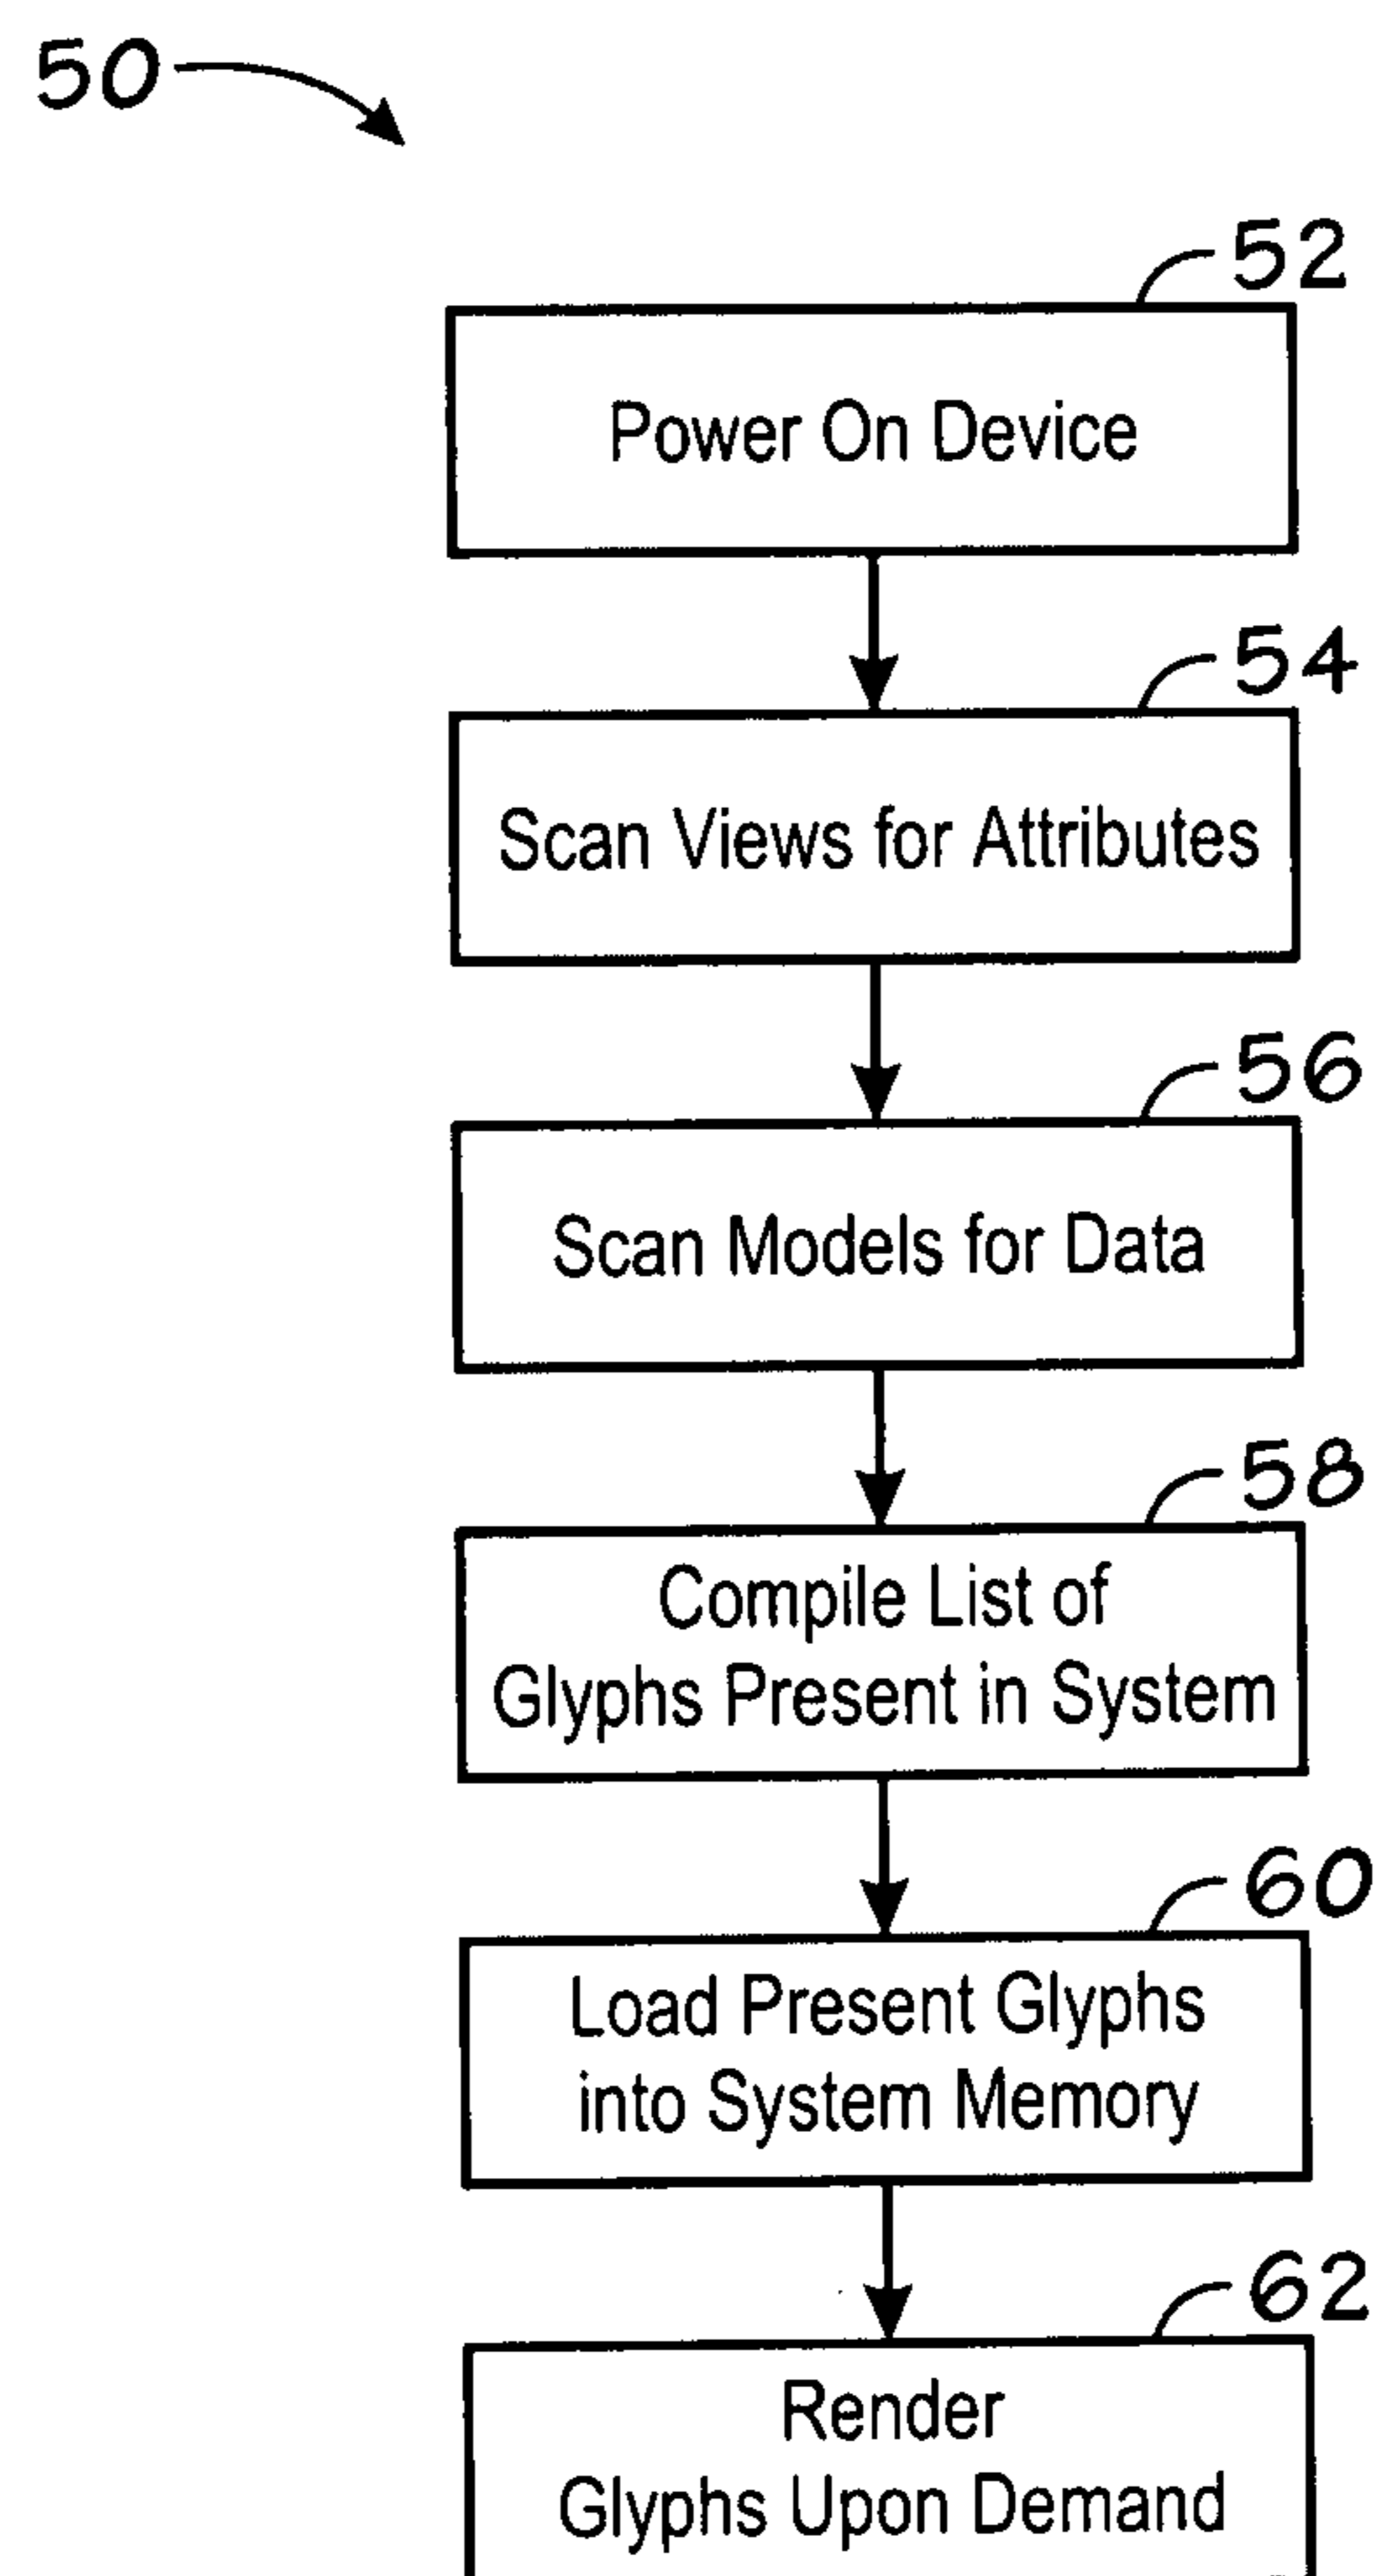 50
52
Power On Device
54
Scan Views for Attributes
56
Scan Models for Data
58
Compile List of
Glyphs Present in System
60
Load Present Glyphs
into System Memory
62
Render
Glyphs Upon Demand